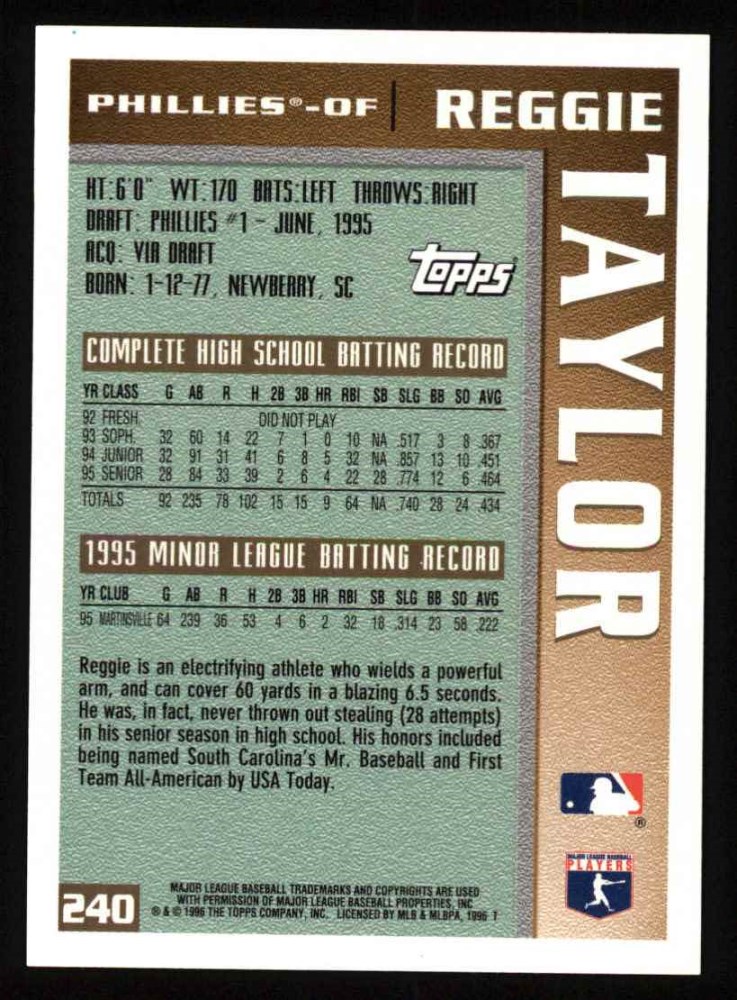 PHILLIES®-OF REGGIE
TAYLOR
HT:6'0" WT:170 BATS:LEFT THROWS:RIGHT
DRAFT: PHILLIES #1 - JUNE, 1995
ACQ: VIA DRAFT
BORN: 1-12-77, NEWBERRY, SC
Topps
COMPLETE HIGH SCHOOL BATTING RECORD
YR CLASS G AB R H 2B 3B HR RBI SB SLG BB SO AVG
92 FRESH. DID NOT PLAY
93 SOPH. 32 60 14 22 7 1 0 10 NA .517 3 8 .367
94 JUNIOR 32 91 31 41 6 8 5 32 NA .857 13 10 .451
95 SENIOR 28 84 33 39 2 6 4 22 28 .774 12 6 .464
TOTALS 92 235 78 102 15 15 9 64 NA .740 28 24 .434
1995 MINOR LEAGUE BATTING RECORD
YR CLUB G AB R H 2B 3B HR RBI SB SLG BB SO AVG
95 MARTINSVILLE 64 239 36 53 4 6 2 32 18 .314 23 58 .222
Reggie is an electrifying athlete who wields a powerful
arm, and can cover 60 yards in a blazing 6.5 seconds.
He was, in fact, never thrown out stealing (28 attempts)
in his senior season in high school. His honors included
being named South Carolina's Mr. Baseball and First
Team All-American by USA Today.
®
MAJOR LEAGUE BASEBALL
PLAYERS
240
MAJOR LEAGUE BASEBALL TRADEMARKS AND COPYRIGHTS ARE USED
WITH PERMISSION OF MAJOR LEAGUE BASEBALL PROPERTIES, INC.
® & © 1996 THE TOPPS COMPANY, INC. LICENSED BY MLB & MLBPA, 1996 T